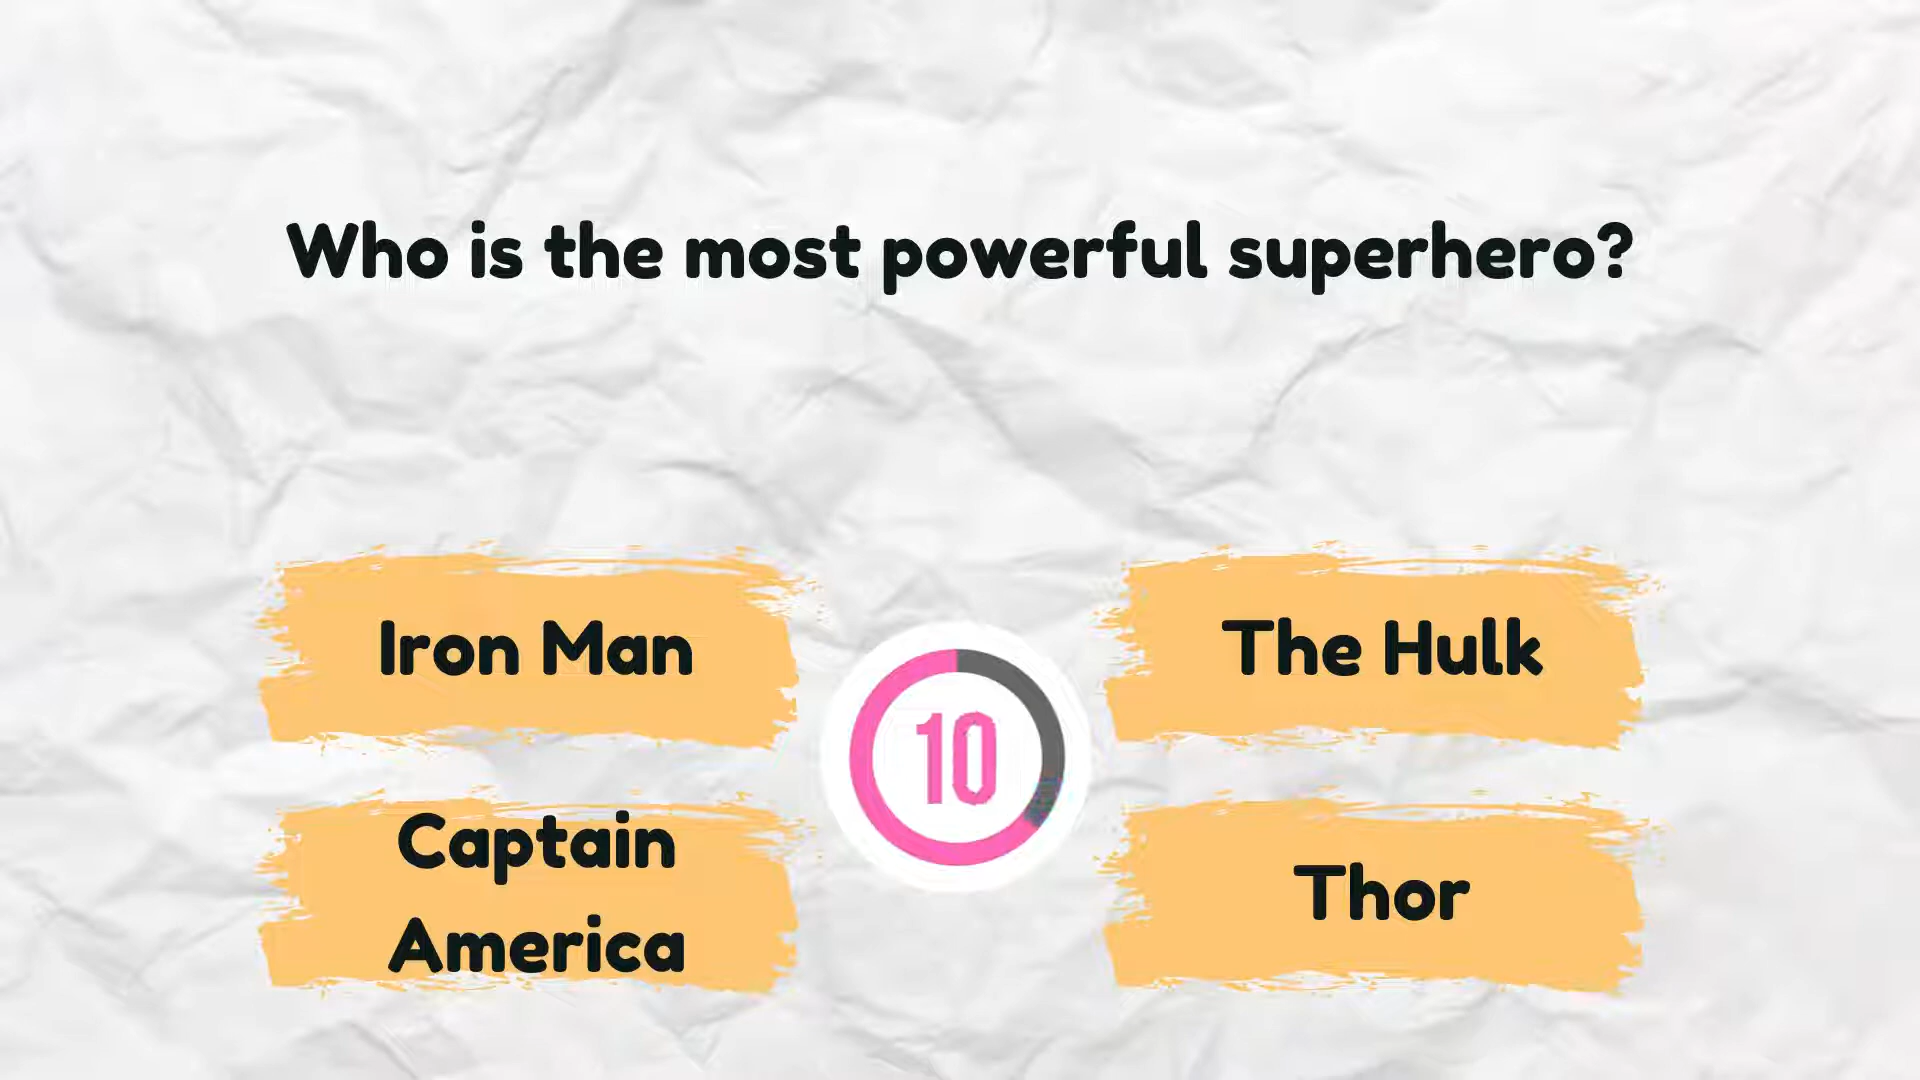 Who is the most powerful superhero?
Iron Man
The Hulk
10
Captain
America
Thor